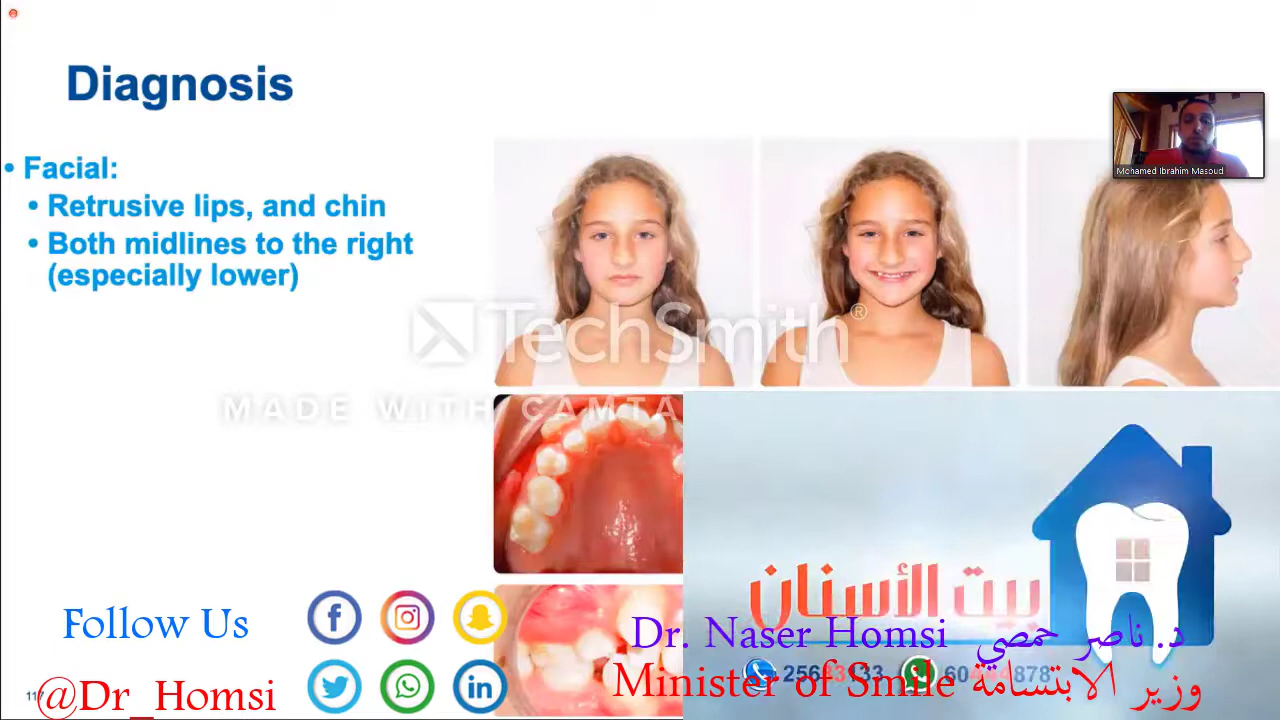 Diagnosis
• Facial:
• Retrusive lips, and chin
• Both midlines to the right
(especially lower)
Mohamed Ibrahim Masoud
TechSmith®
MADE WITH CAMTA
بيت الأسنان
Follow Us
Dr. Naser Homsi د. ناصر حمصي
@Dr_Homsi
Minister of Smile وزير الابتسامة